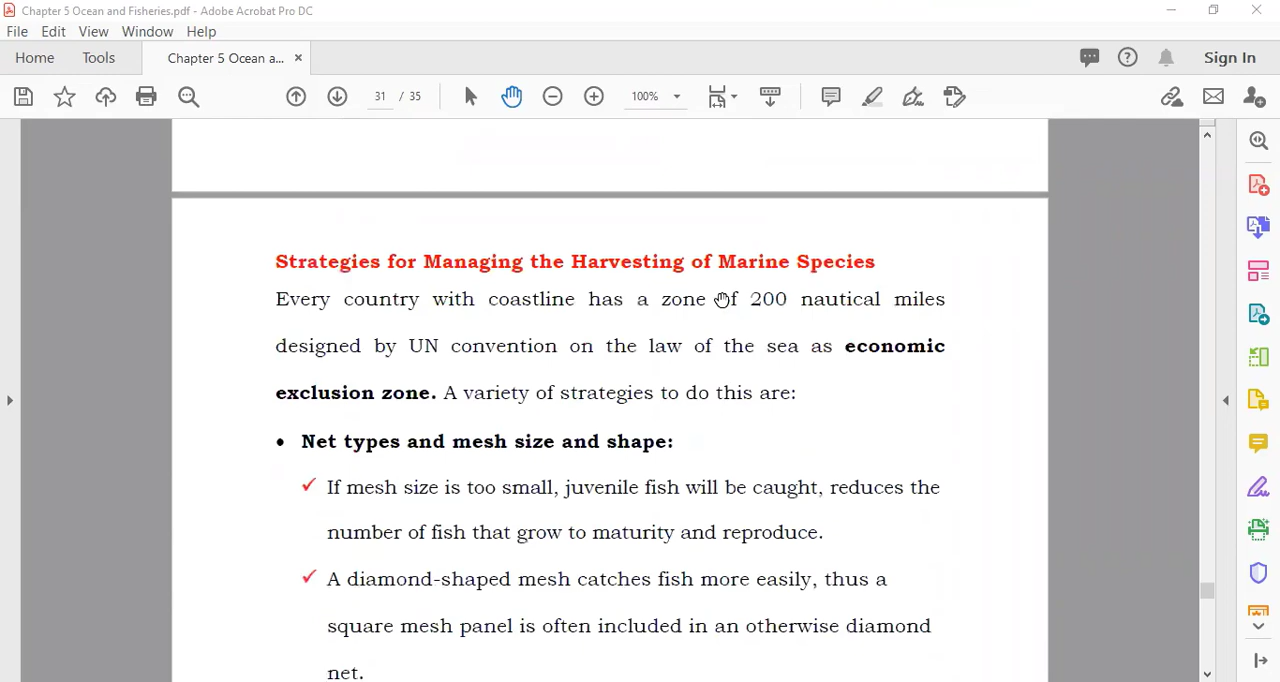 Chapter 5 Ocean and Fisheries.pdf - Adobe Acrobat Pro DC
File Edit View Window Help
Home Tools Chapter 5 Ocean a... × Sign In
31 / 35 100%
Strategies for Managing the Harvesting of Marine Species
Every country with coastline has a zone of 200 nautical miles
designed by UN convention on the law of the sea as economic
exclusion zone. A variety of strategies to do this are:
• Net types and mesh size and shape:
✓ If mesh size is too small, juvenile fish will be caught, reduces the
number of fish that grow to maturity and reproduce.
✓ A diamond-shaped mesh catches fish more easily, thus a
square mesh panel is often included in an otherwise diamond
net.